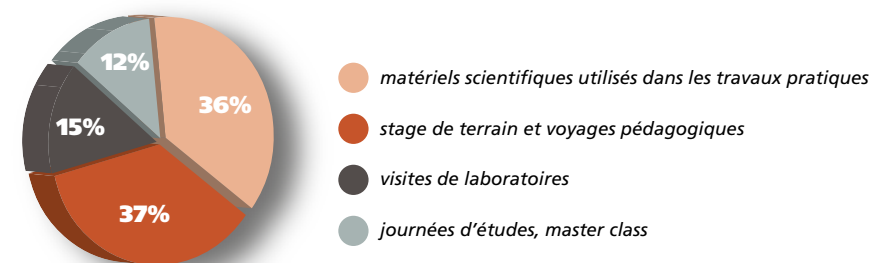 12%
36%
15%
37%
matériels scientifiques utilisés dans les travaux pratiques
stage de terrain et voyages pédagogiques
visites de laboratoires
journées d’études, master class